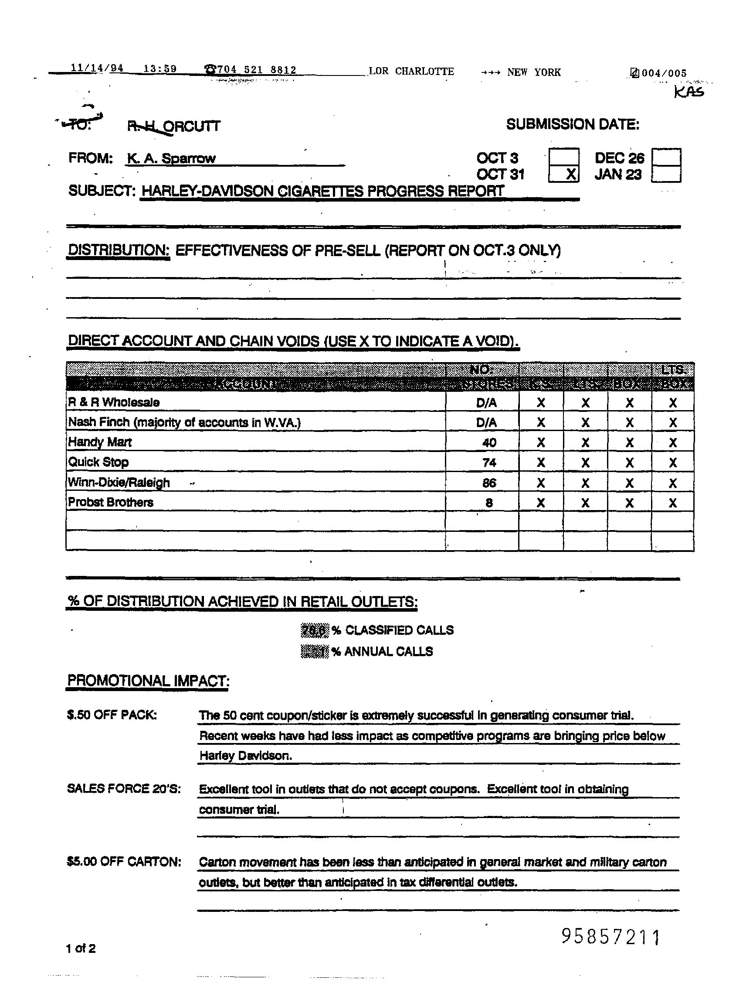 11/14/94 13:59 ☎704 521 8812 LOR CHARLOTTE →→→ NEW YORK 004/005
KAS
TO: R. H. ORCUTT SUBMISSION DATE:
FROM: K. A. Sparrow OCT 3 DEC 26
OCT 31 X JAN 23
SUBJECT: HARLEY-DAVIDSON CIGARETTES PROGRESS REPORT
DISTRIBUTION: EFFECTIVENESS OF PRE-SELL (REPORT ON OCT.3 ONLY)
DIRECT ACCOUNT AND CHAIN VOIDS (USE X TO INDICATE A VOID).
NO. LTS.
ACCOUNT STORES K.S. LTS. BOX BOX
R & R Wholesale D/A X X X X
Nash Finch (majority of accounts in W.VA.) D/A X X X X
Handy Mart 40 X X X X
Quick Stop 74 X X X X
Winn-Dixie/Raleigh 86 X X X X
Probst Brothers 8 X X X X
% OF DISTRIBUTION ACHIEVED IN RETAIL OUTLETS:
% CLASSIFIED CALLS
% ANNUAL CALLS
PROMOTIONAL IMPACT:
$.50 OFF PACK: The 50 cent coupon/sticker is extremely successful in generating consumer trial.
Recent weeks have had less impact as competitive programs are bringing price below
Harley Davidson.
SALES FORCE 20'S: Excellent tool in outlets that do not accept coupons. Excellent tool in obtaining
consumer trial.
$5.00 OFF CARTON: Carton movement has been less than anticipated in general market and military carton
outlets, but better than anticipated in tax differential outlets.
95857211
1 of 2